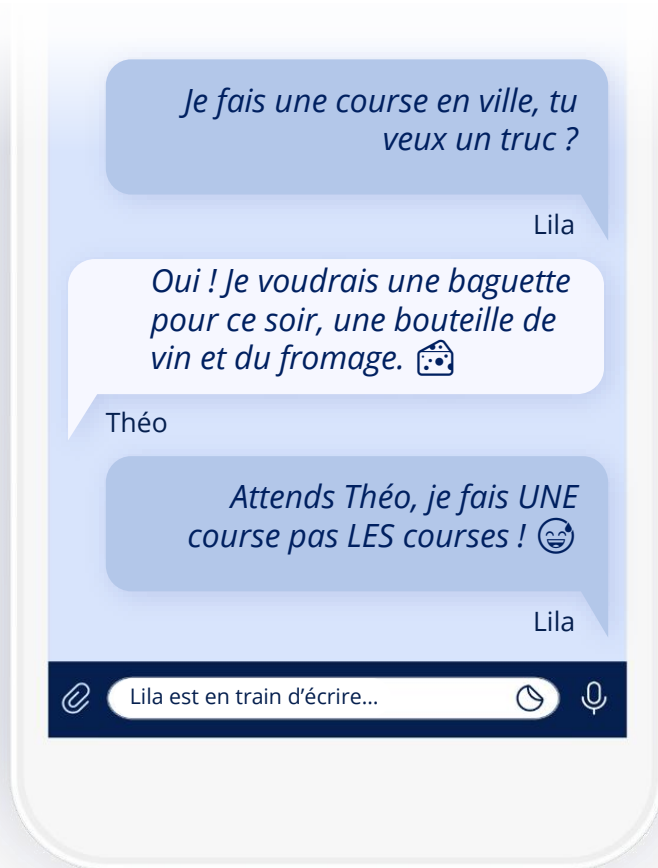 Je fais une course en ville, tu
veux un truc ?
Lila
Oui ! Je voudrais une baguette
pour ce soir, une bouteille de
vin et du fromage.
Théo
Attends Théo, je fais UNE
course pas LES courses !
Lila
Lila est en train d’écrire...